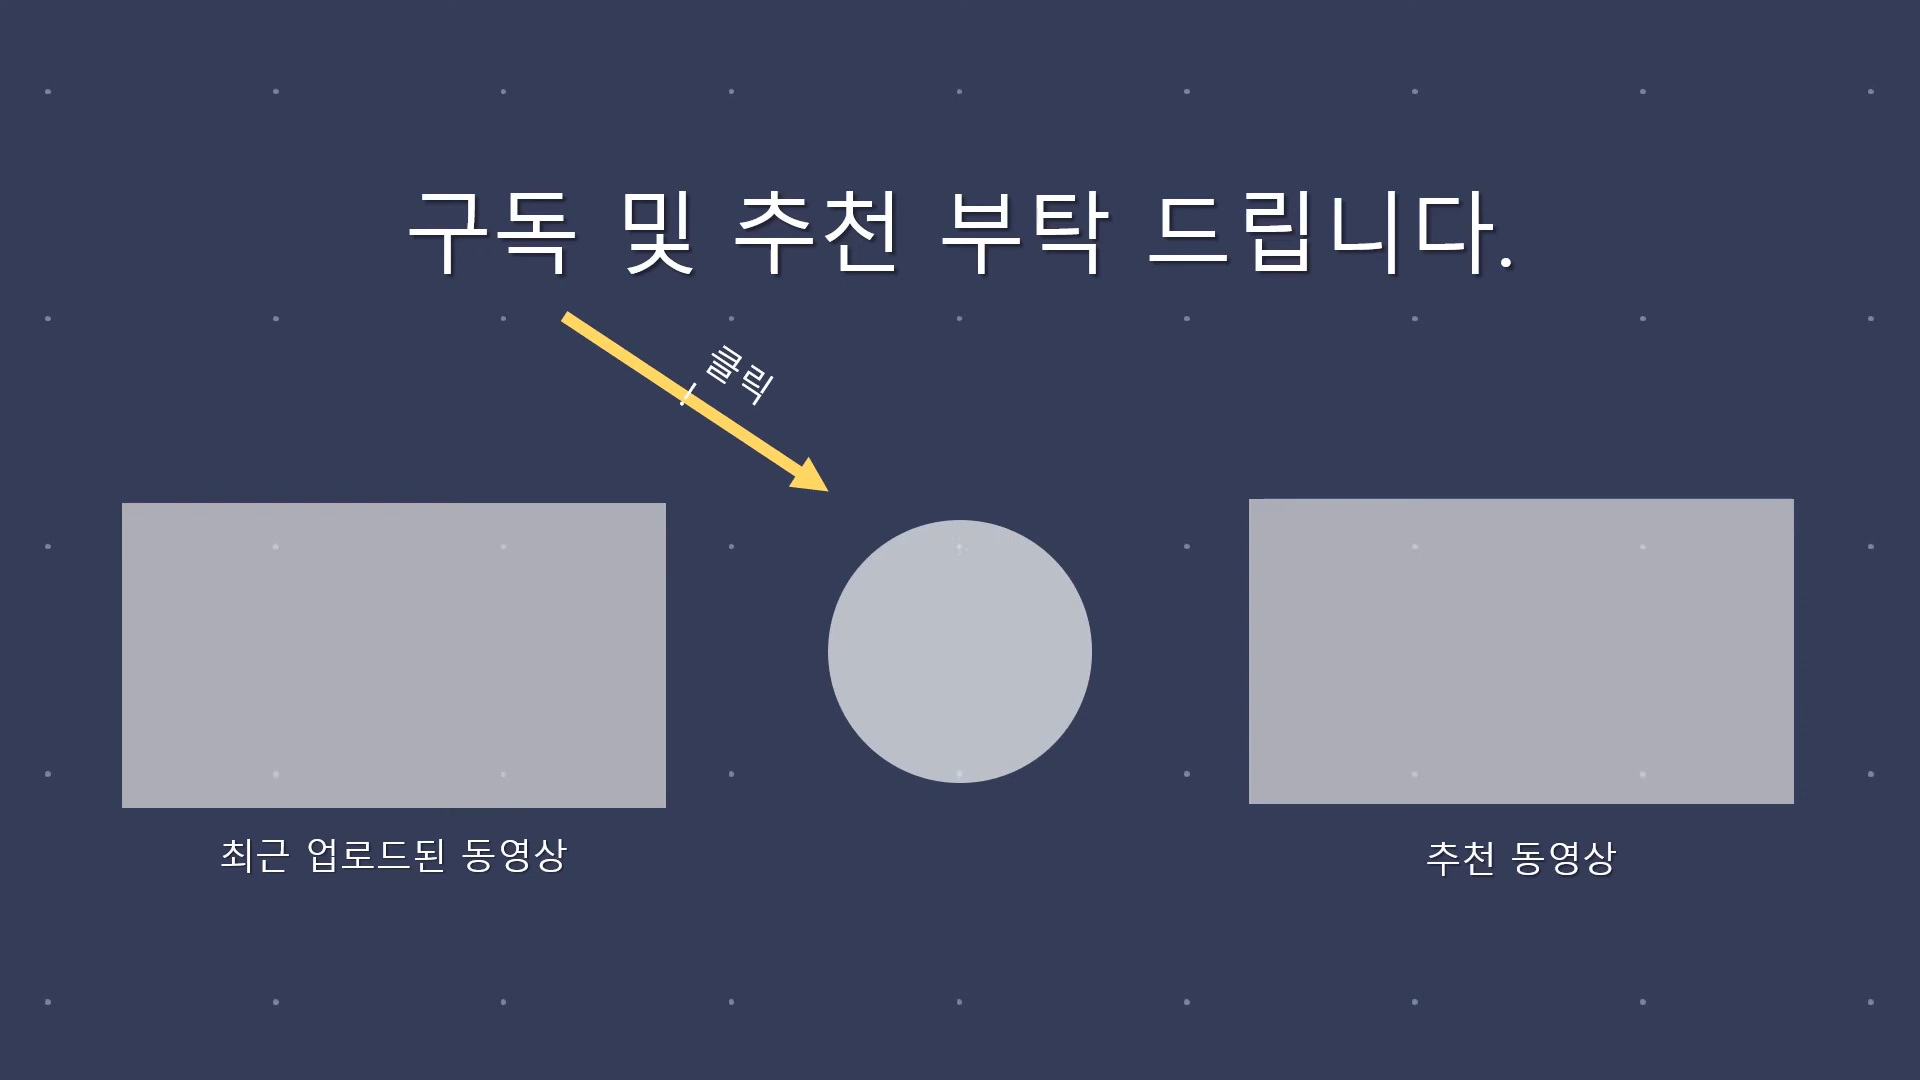 구독 및 추천 부탁 드립니다.
클릭
!
최근 업로드된 동영상
추천 동영상